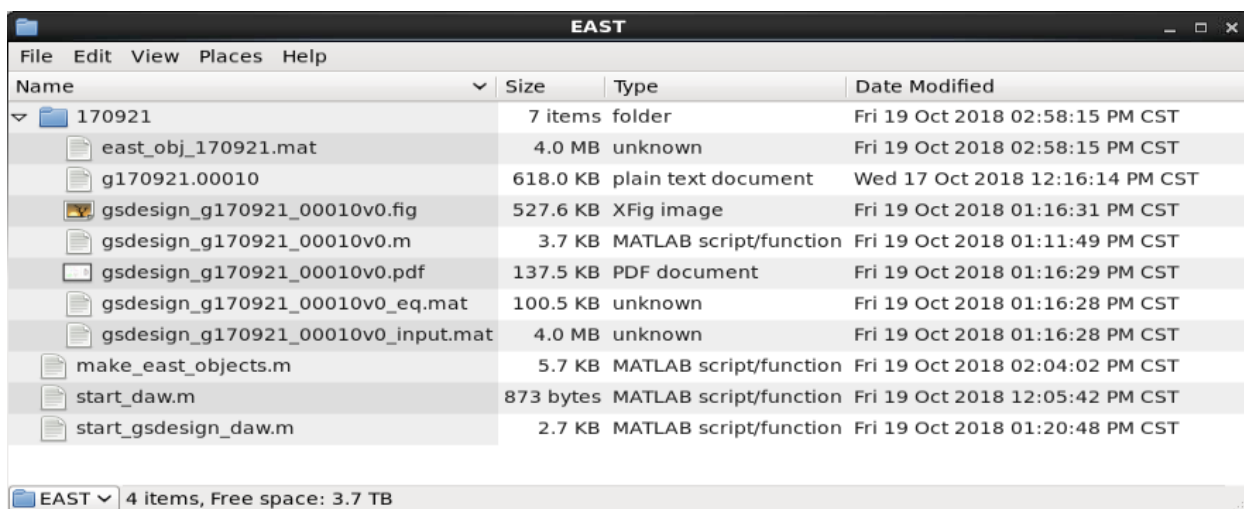 EAST
File Edit View Places Help
Name Size Type Date Modified
170921 7 items folder Fri 19 Oct 2018 02:58:15 PM CST
east_obj_170921.mat 4.0 MB unknown Fri 19 Oct 2018 02:58:15 PM CST
g170921.00010 618.0 KB plain text document Wed 17 Oct 2018 12:16:14 PM CST
gsdesign_g170921_00010v0.fig 527.6 KB XFig image Fri 19 Oct 2018 01:16:31 PM CST
gsdesign_g170921_00010v0.m 3.7 KB MATLAB script/function Fri 19 Oct 2018 01:11:49 PM CST
gsdesign_g170921_00010v0.pdf 137.5 KB PDF document Fri 19 Oct 2018 01:16:29 PM CST
gsdesign_g170921_00010v0_eq.mat 100.5 KB unknown Fri 19 Oct 2018 01:16:28 PM CST
gsdesign_g170921_00010v0_input.mat 4.0 MB unknown Fri 19 Oct 2018 01:16:28 PM CST
make_east_objects.m 5.7 KB MATLAB script/function Fri 19 Oct 2018 02:04:02 PM CST
start_daw.m 873 bytes MATLAB script/function Fri 19 Oct 2018 12:05:42 PM CST
start_gsdesign_daw.m 2.7 KB MATLAB script/function Fri 19 Oct 2018 01:20:48 PM CST
EAST 4 items, Free space: 3.7 TB